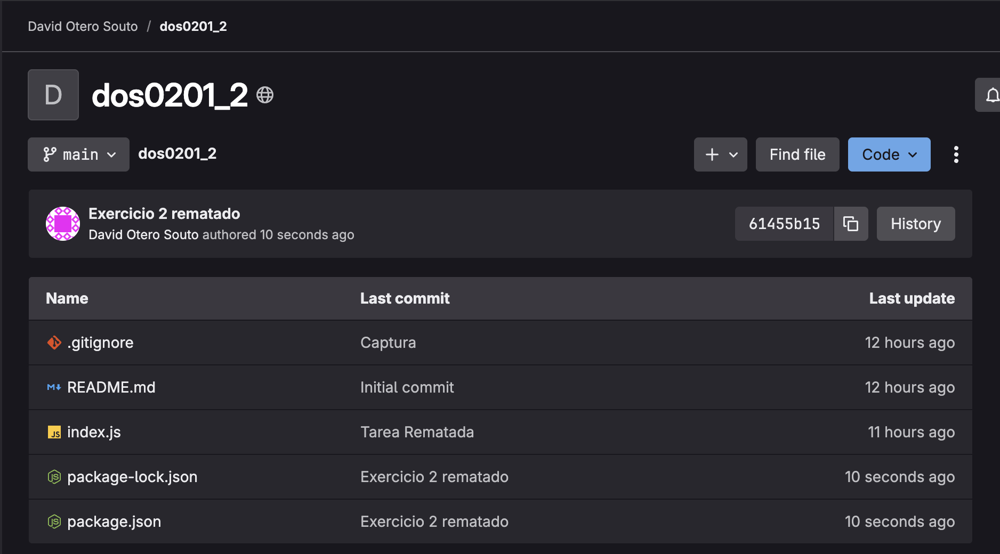 David Otero Souto / dos0201_2
D
dos0201_2
main
dos0201_2
Find file
Code
Exercicio 2 rematado
David Otero Souto authored 10 seconds ago
61455b15
History
Name Last commit Last update
.gitignore Captura 12 hours ago
README.md Initial commit 12 hours ago
JS index.js Tarea Rematada 11 hours ago
JS package-lock.json Exercicio 2 rematado 10 seconds ago
JS package.json Exercicio 2 rematado 10 seconds ago